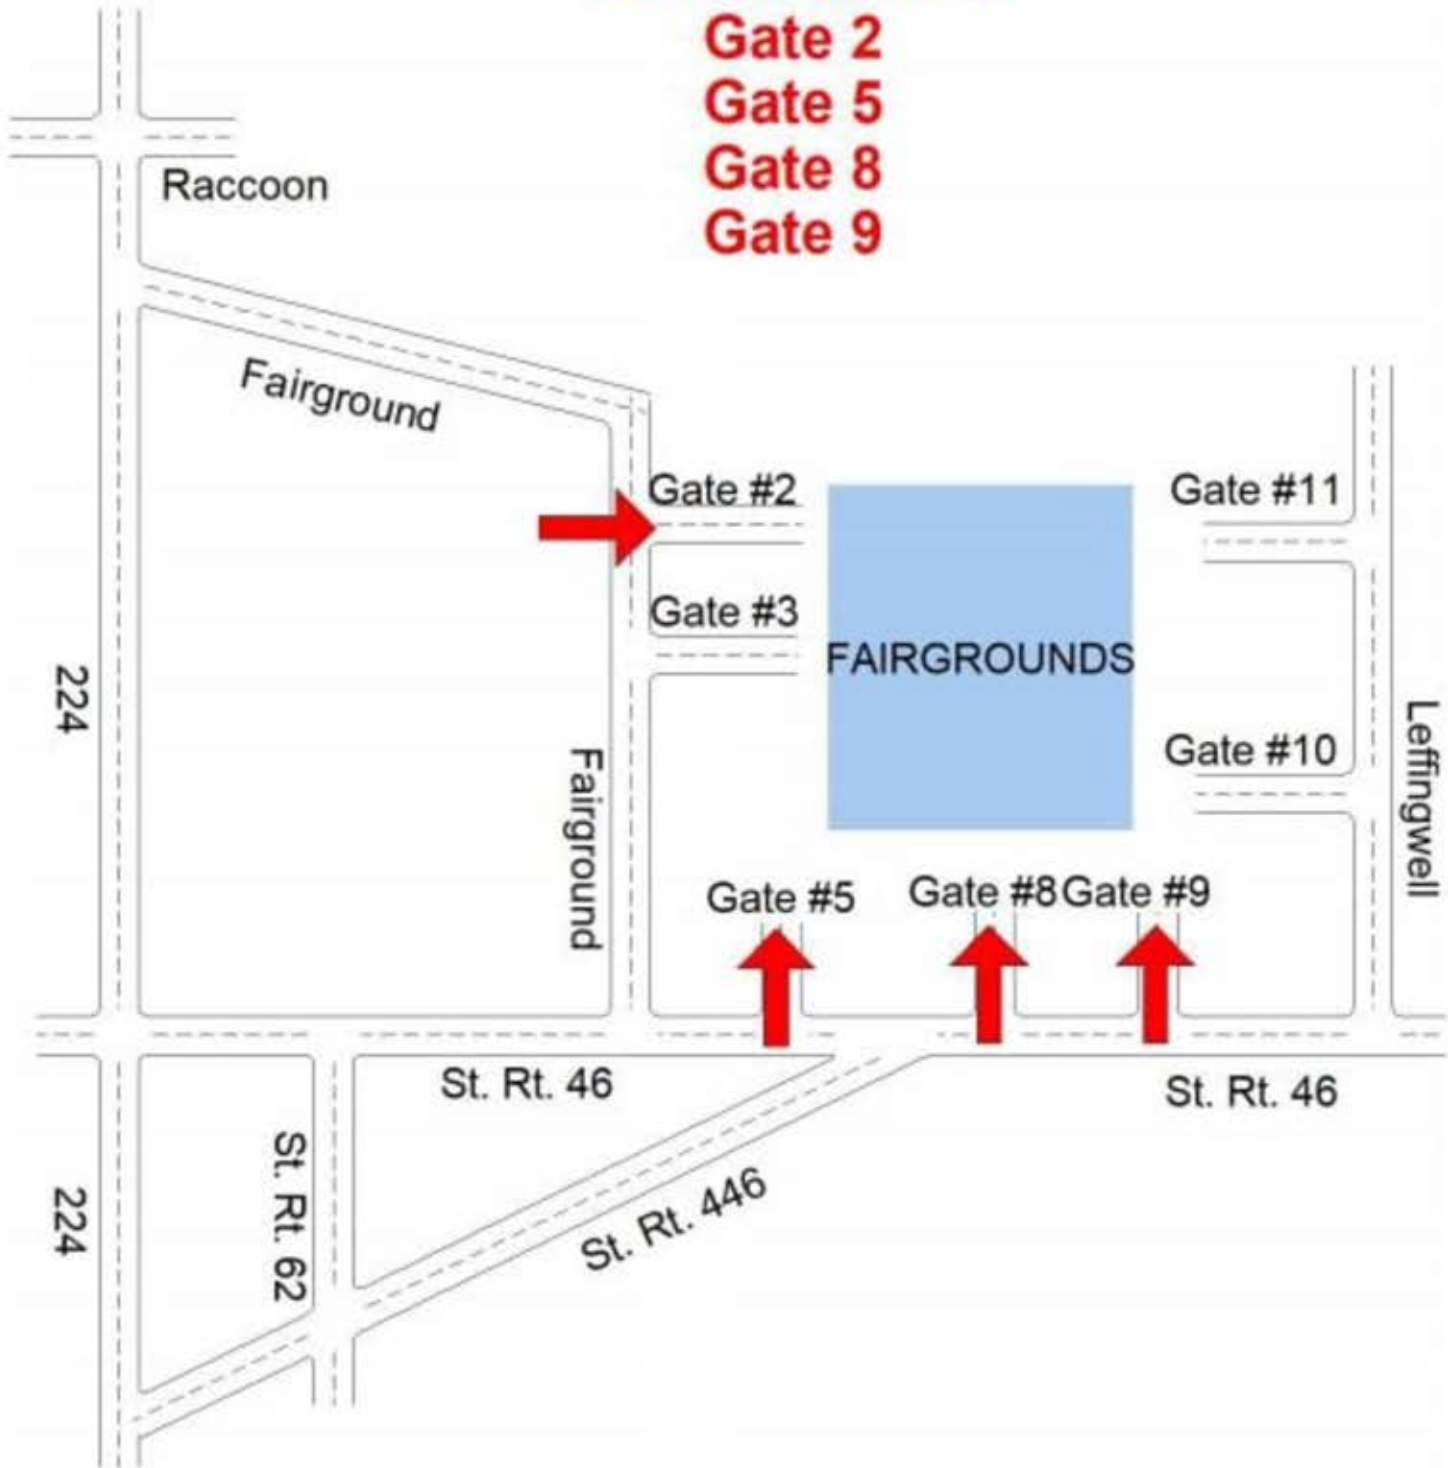 Gate 2
Gate 5
Gate 8
Gate 9
Raccoon
Fairground
Gate #2
Gate #11
Gate #3
FAIRGROUNDS
224
Fairground
Gate #10
Leffingwell
Gate #5
Gate #8
Gate #9
St. Rt. 46
St. Rt. 46
224
St. Rt. 62
St. Rt. 446